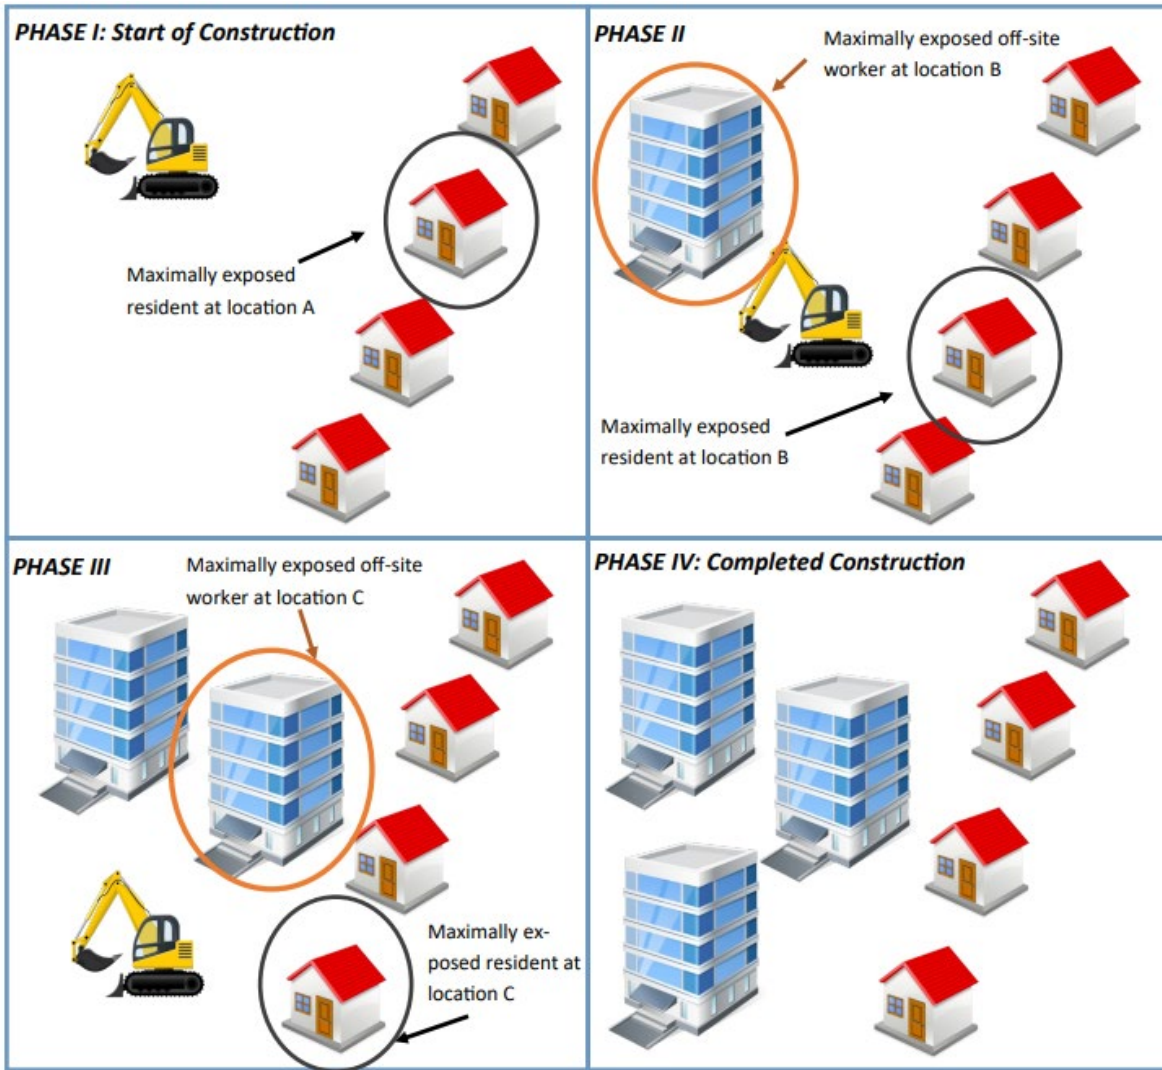 PHASE I: Start of Construction
Maximally exposed
resident at location A
PHASE II
Maximally exposed off-site
worker at location B
Maximally exposed
resident at location B
PHASE III
Maximally exposed off-site
worker at location C
Maximally ex-
posed resident at
location C
PHASE IV: Completed Construction